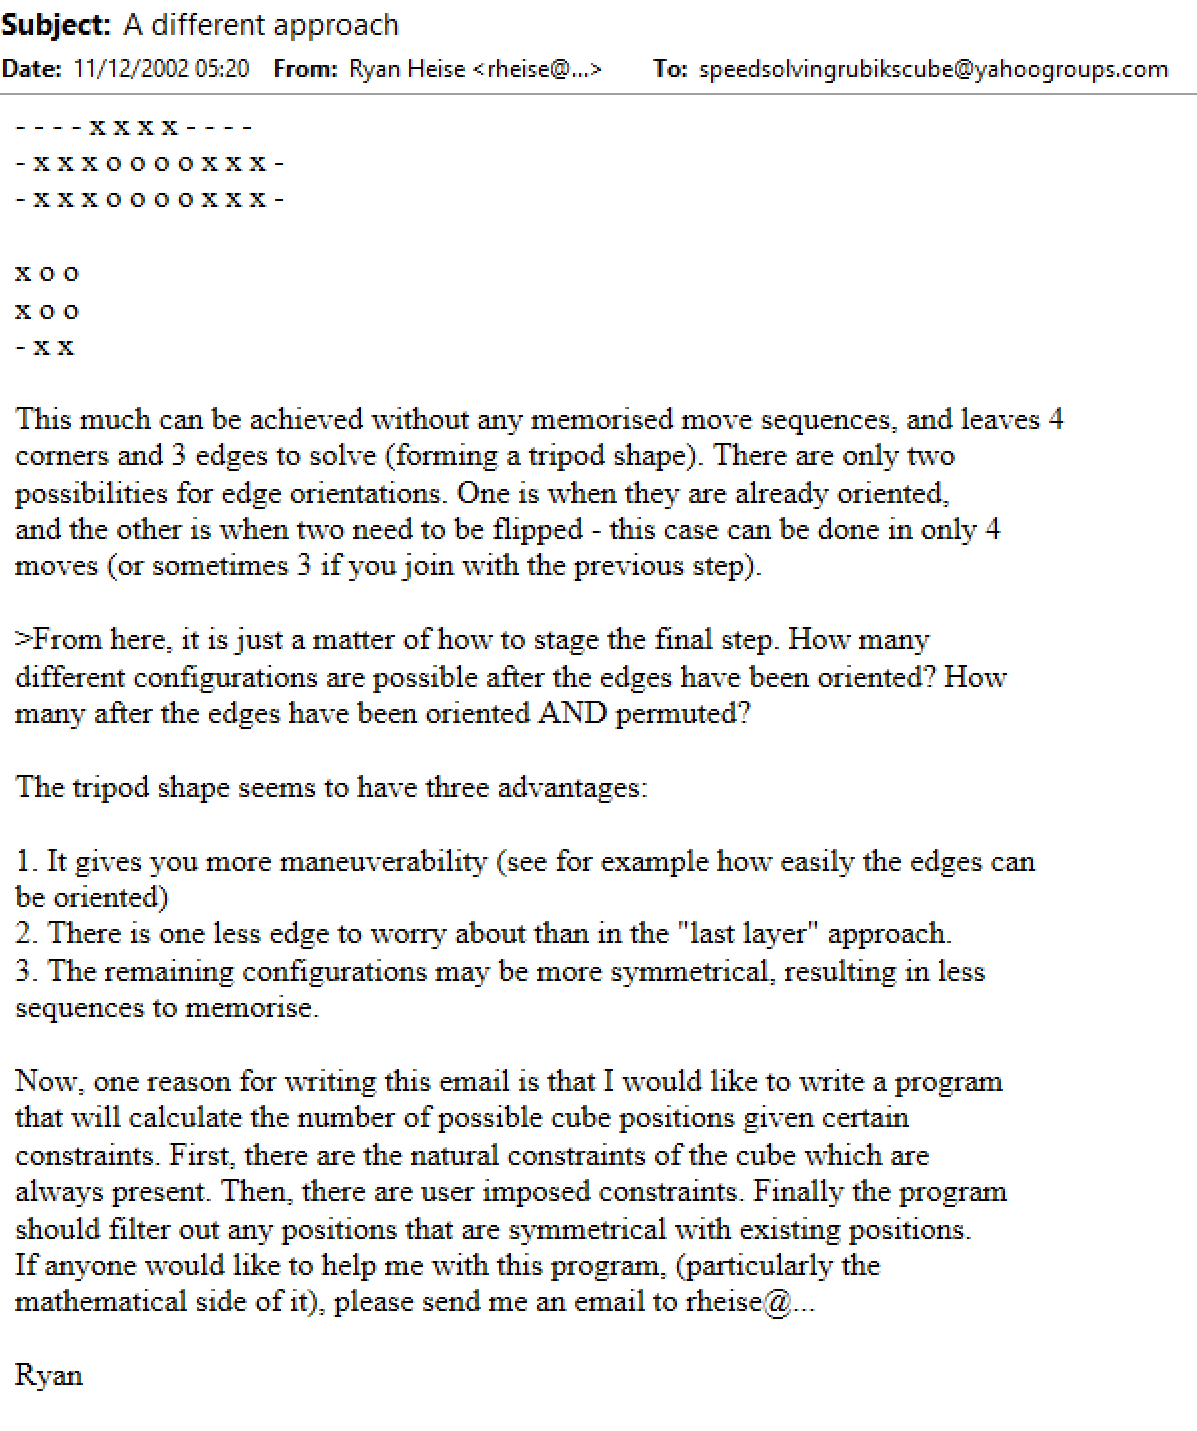 Subject: A different approach
Date: 11/12/2002 05:20 From: Ryan Heise <rheise@...> To: speedsolvingrubikscube@yahoogroups.com
- - - - x x x x - - - -
- x x x o o o o x x x -
- x x x o o o o x x x -
x o o
x o o
- x x
This much can be achieved without any memorised move sequences, and leaves 4
corners and 3 edges to solve (forming a tripod shape). There are only two
possibilities for edge orientations. One is when they are already oriented,
and the other is when two need to be flipped - this case can be done in only 4
moves (or sometimes 3 if you join with the previous step).
>From here, it is just a matter of how to stage the final step. How many
different configurations are possible after the edges have been oriented? How
many after the edges have been oriented AND permuted?
The tripod shape seems to have three advantages:
1. It gives you more maneuverability (see for example how easily the edges can
be oriented)
2. There is one less edge to worry about than in the "last layer" approach.
3. The remaining configurations may be more symmetrical, resulting in less
sequences to memorise.
Now, one reason for writing this email is that I would like to write a program
that will calculate the number of possible cube positions given certain
constraints. First, there are the natural constraints of the cube which are
always present. Then, there are user imposed constraints. Finally the program
should filter out any positions that are symmetrical with existing positions.
If anyone would like to help me with this program, (particularly the
mathematical side of it), please send me an email to rheise@...
Ryan